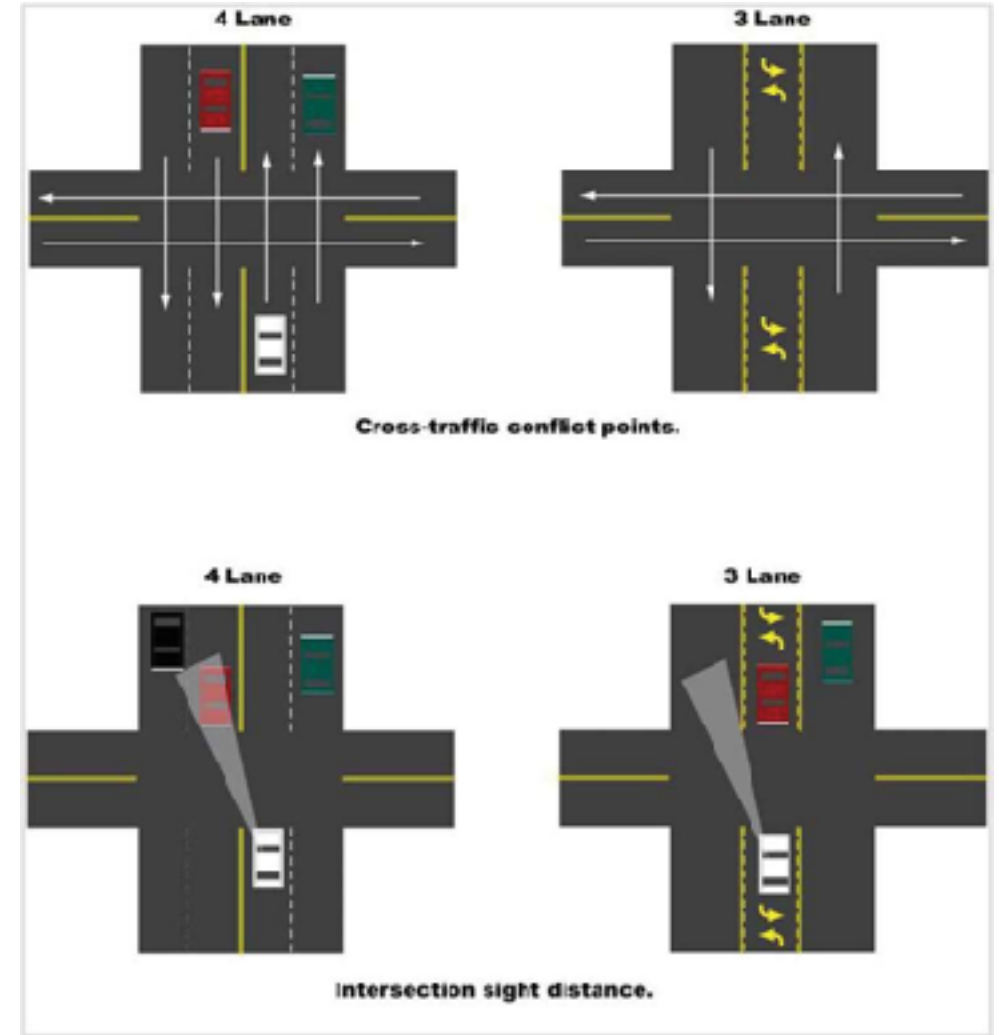 4 Lane
3 Lane
Cross-traffic conflict points.
4 Lane
3 Lane
Intersection sight distance.